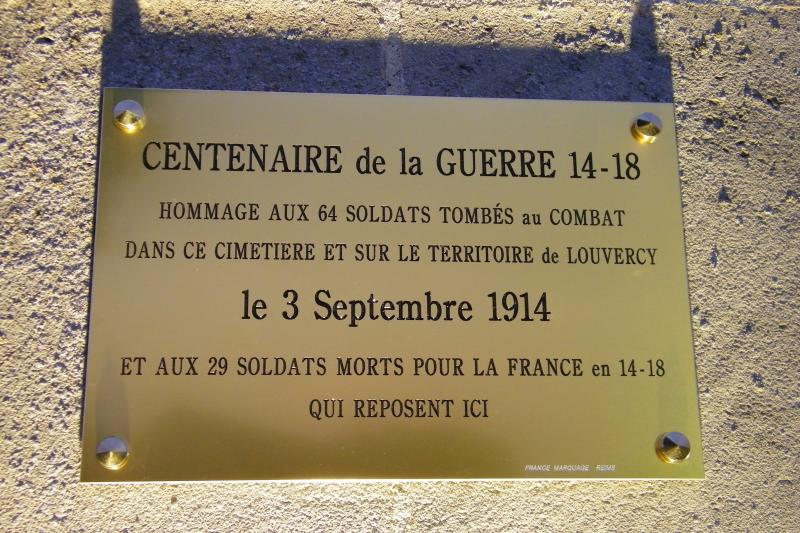 CENTENAIRE de la GUERRE 14-18
HOMMAGE AUX 64 SOLDATS TOMBÉS au COMBAT
DANS CE CIMETIERE ET SUR LE TERRITOIRE de LOUVERCY
le 3 Septembre 1914
ET AUX 29 SOLDATS MORTS POUR LA FRANCE en 14-18
QUI REPOSENT ICI
FRANCE MARQUAGE REIMS